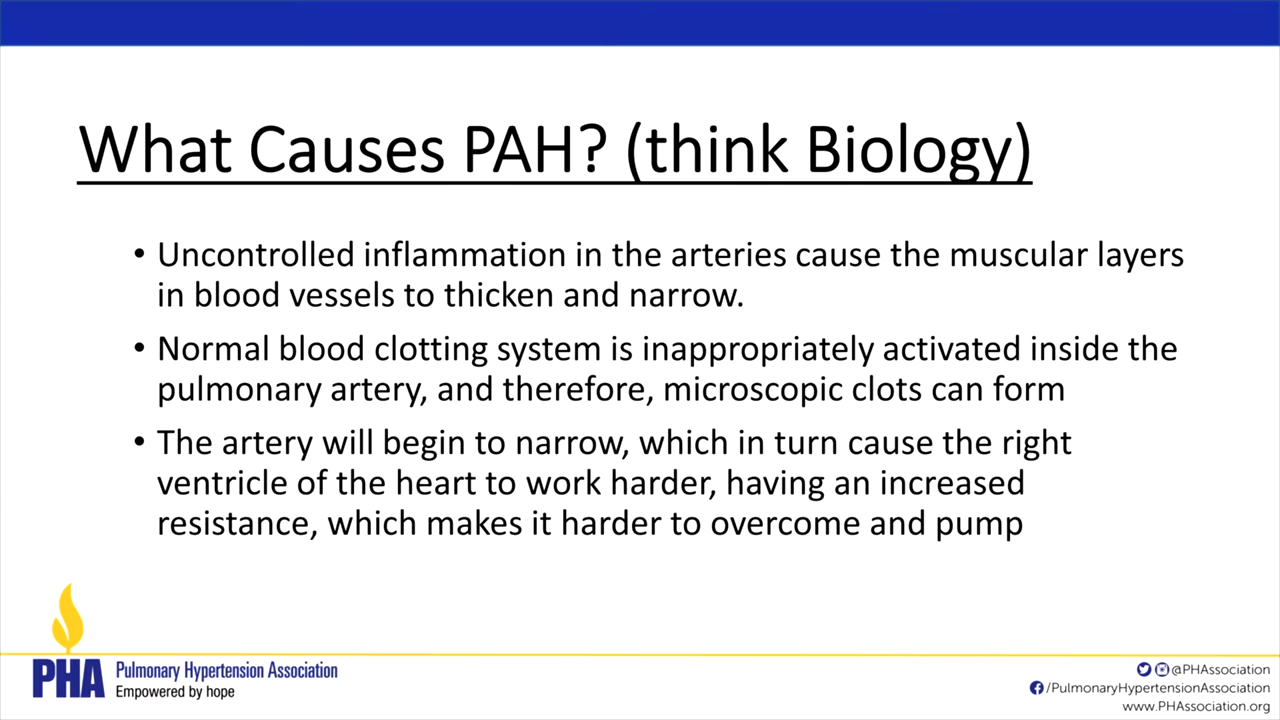 What Causes PAH? (think Biology)
• Uncontrolled inflammation in the arteries cause the muscular layers
in blood vessels to thicken and narrow.
• Normal blood clotting system is inappropriately activated inside the
pulmonary artery, and therefore, microscopic clots can form
• The artery will begin to narrow, which in turn cause the right
ventricle of the heart to work harder, having an increased
resistance, which makes it harder to overcome and pump
PHA Pulmonary Hypertension Association
Empowered by hope
@PHAssociation
/PulmonaryHypertensionAssociation
www.PHAssociation.org